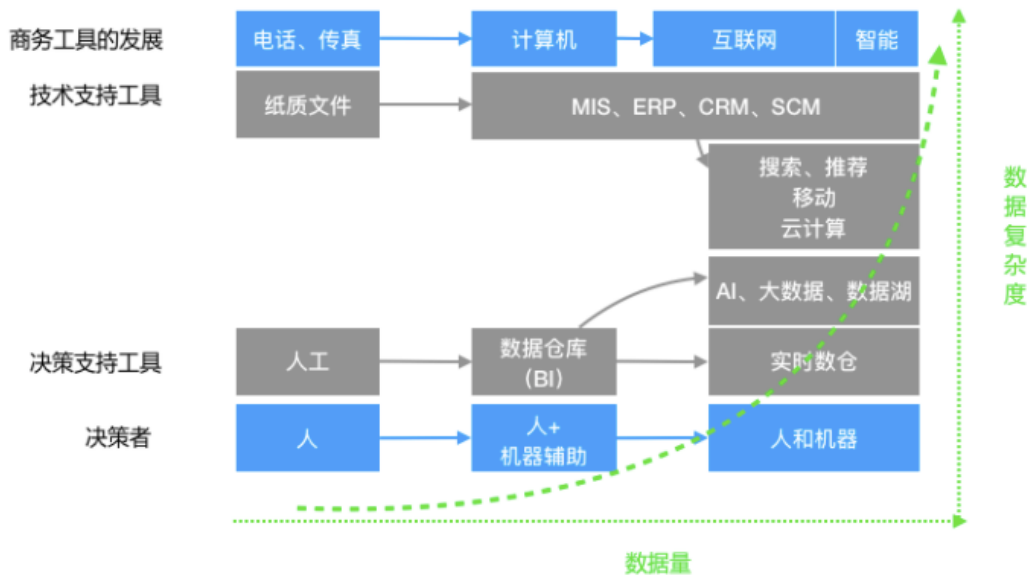 商务工具的发展
电话、传真
计算机
互联网
智能
技术支持工具
纸质文件
MIS、ERP、CRM、SCM
搜索、推荐
移动
云计算
AI、大数据、数据湖
决策支持工具
人工
数据仓库
（BI）
实时数仓
决策者
人
人+
机器辅助
人和机器
数据复杂度
数据量